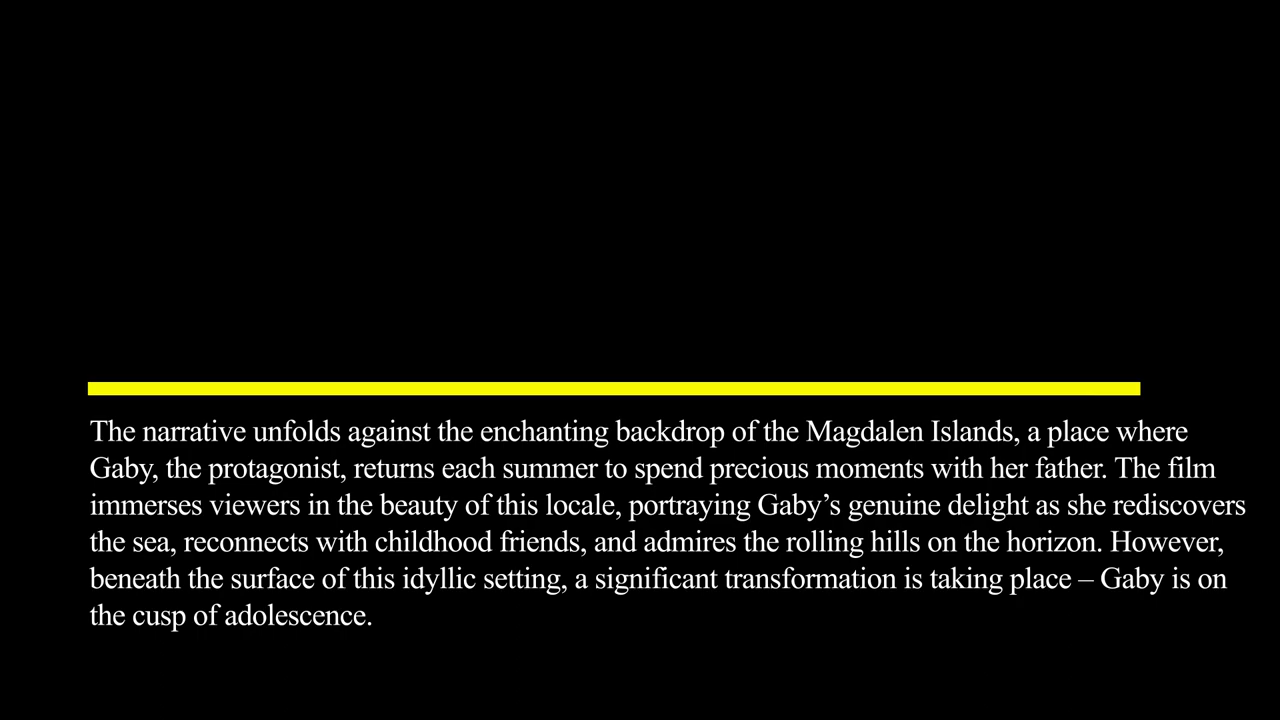 The narrative unfolds against the enchanting backdrop of the Magdalen Islands, a place where
Gaby, the protagonist, returns each summer to spend precious moments with her father. The film
immerses viewers in the beauty of this locale, portraying Gaby’s genuine delight as she rediscovers
the sea, reconnects with childhood friends, and admires the rolling hills on the horizon. However,
beneath the surface of this idyllic setting, a significant transformation is taking place – Gaby is on
the cusp of adolescence.